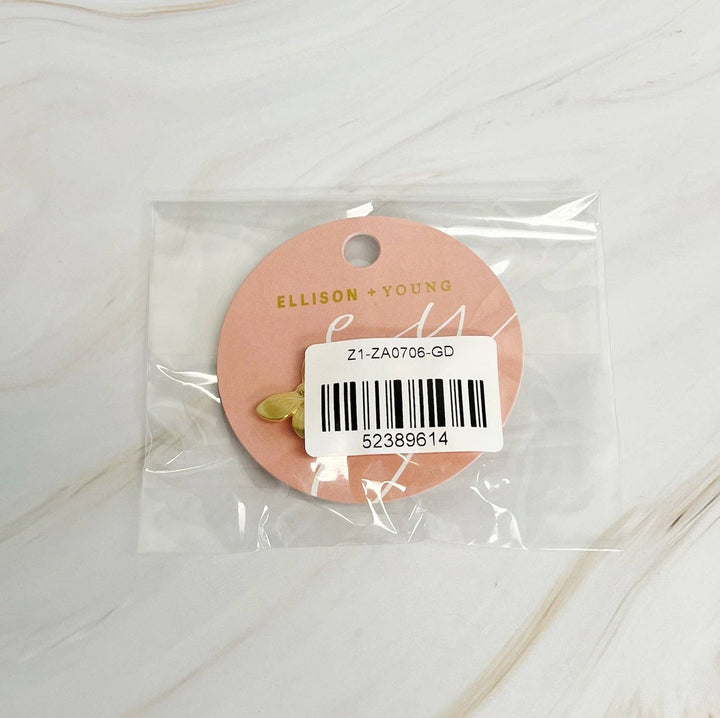 ELLISON + YOUNG
e y
Z1-ZA0706-GD
52389614